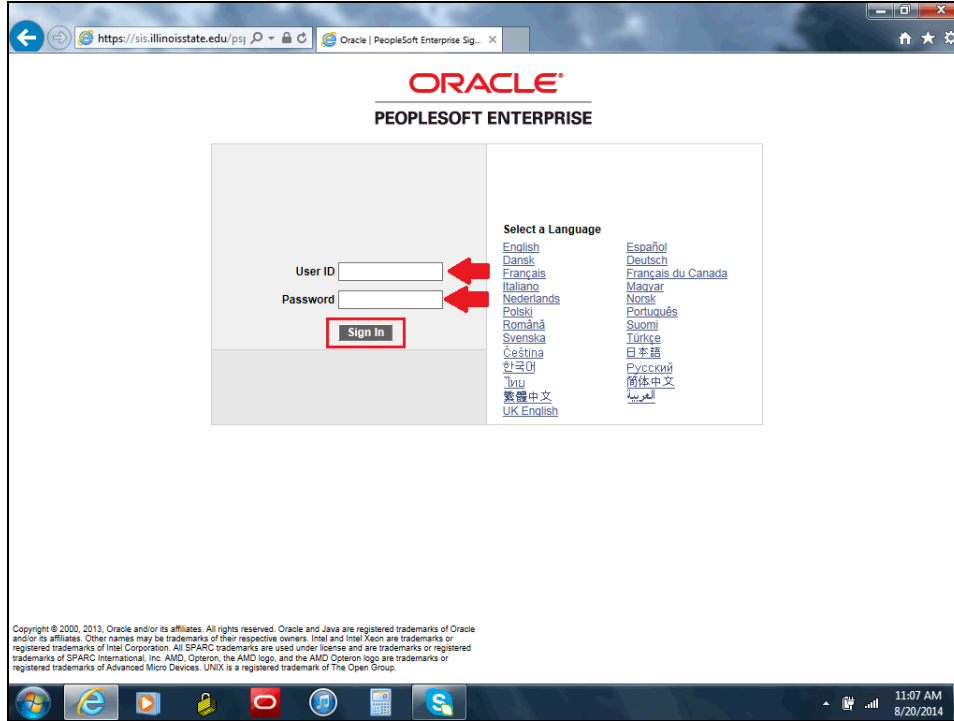 https://sis.illinoisstate.edu/psp
Oracle | PeopleSoft Enterprise Sig...
ORACLE®
PEOPLESOFT ENTERPRISE
Select a Language
English Español
Dansk Deutsch
User ID
Français Français du Canada
Italiano Magyar
Password
Nederlands Norsk
Polski Português
Română Suomi
Sign In
Svenska Türkçe
Čeština 日本語
한국어 Русский
ไทย 简体中文
繁體中文 العربية
UK English
Copyright © 2000, 2013, Oracle and/or its affiliates. All rights reserved. Oracle and Java are registered trademarks of Oracle
and/or its affiliates. Other names may be trademarks of their respective owners. Intel and Intel Xeon are trademarks or
registered trademarks of Intel Corporation. All SPARC trademarks are used under license and are trademarks or registered
trademarks of SPARC International, Inc. AMD, Opteron, the AMD logo, and the AMD Opteron logo are trademarks or
registered trademarks of Advanced Micro Devices. UNIX is a registered trademark of The Open Group.
11:07 AM
8/20/2014